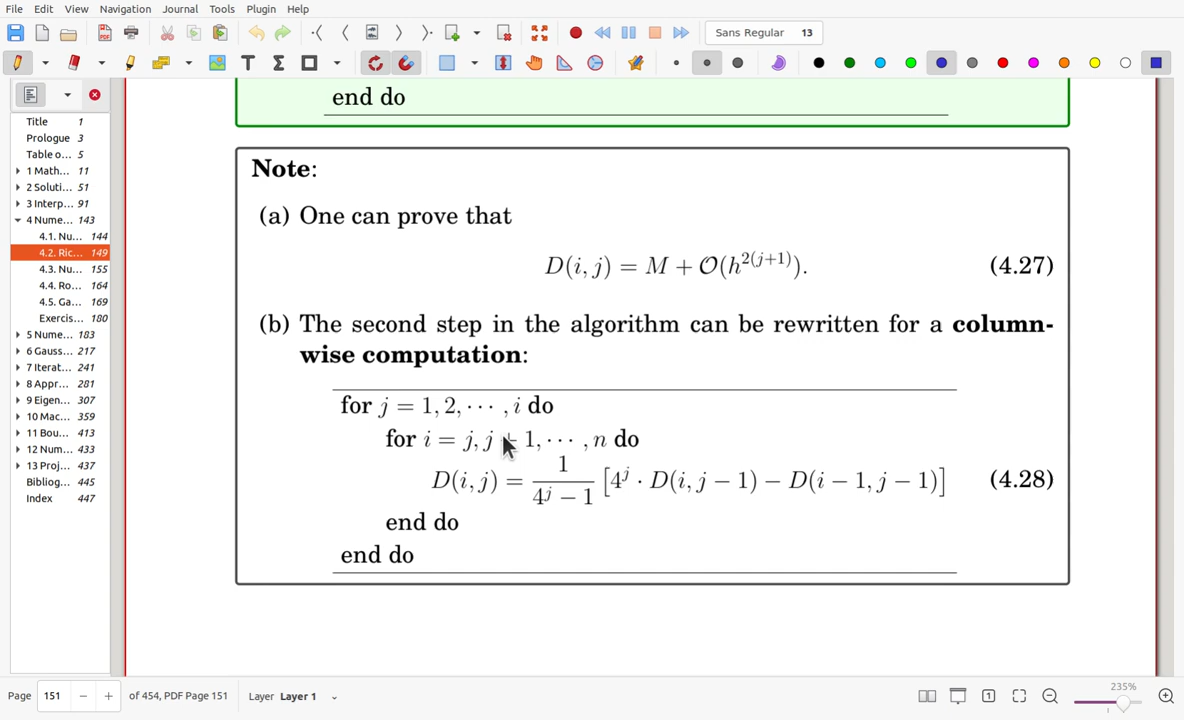 File Edit View Navigation Journal Tools Plugin Help
Sans Regular 13
Title 1
Prologue 3
Table o... 5
1 Math... 11
2 Soluti... 51
3 Interp... 91
4 Nume... 143
4.1. Nu... 144
4.2. Ric... 149
4.3. Nu... 155
4.4. Ro... 164
4.5. Ga... 169
Exercis... 180
5 Nume... 183
6 Gauss... 217
7 Iterat... 241
8 Appr... 281
9 Eigen... 307
10 Mac... 359
11 Bou... 413
12 Num... 433
13 Proj... 437
Bibliog... 445
Index 447
end do
Note:
(a) One can prove that
D(i, j) = M + O(h^{2(j+1)}). (4.27)
(b) The second step in the algorithm can be rewritten for a column-
wise computation:
for j = 1, 2, ⋯ , i do
for i = j, j + 1, ⋯ , n do
D(i, j) = \frac{1}{4^j − 1} [4^j · D(i, j − 1) − D(i − 1, j − 1)] (4.28)
end do
end do
Page 151 − + of 454, PDF Page 151 Layer Layer 1 235%